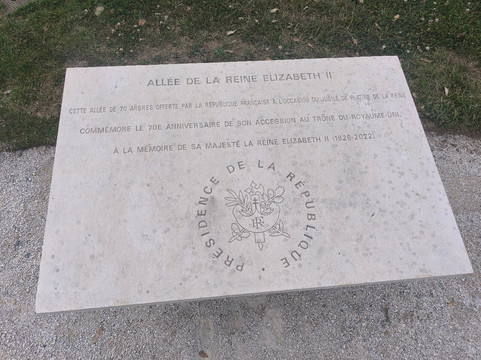 ALLÉE DE LA REINE ELIZABETH II
CETTE ALLÉE DE 70 ARBRES OFFERTE PAR LA RÉPUBLIQUE FRANÇAISE À L'OCCASION DU JUBILÉ DE PLATINE DE LA REINE
COMMÉMORE LE 70E ANNIVERSAIRE DE SON ACCESSION AU TRÔNE DU ROYAUME-UNI.
À LA MÉMOIRE DE SA MAJESTÉ LA REINE ELIZABETH II (1926-2022)
PRÉSIDENCE DE LA RÉPUBLIQUE
RF